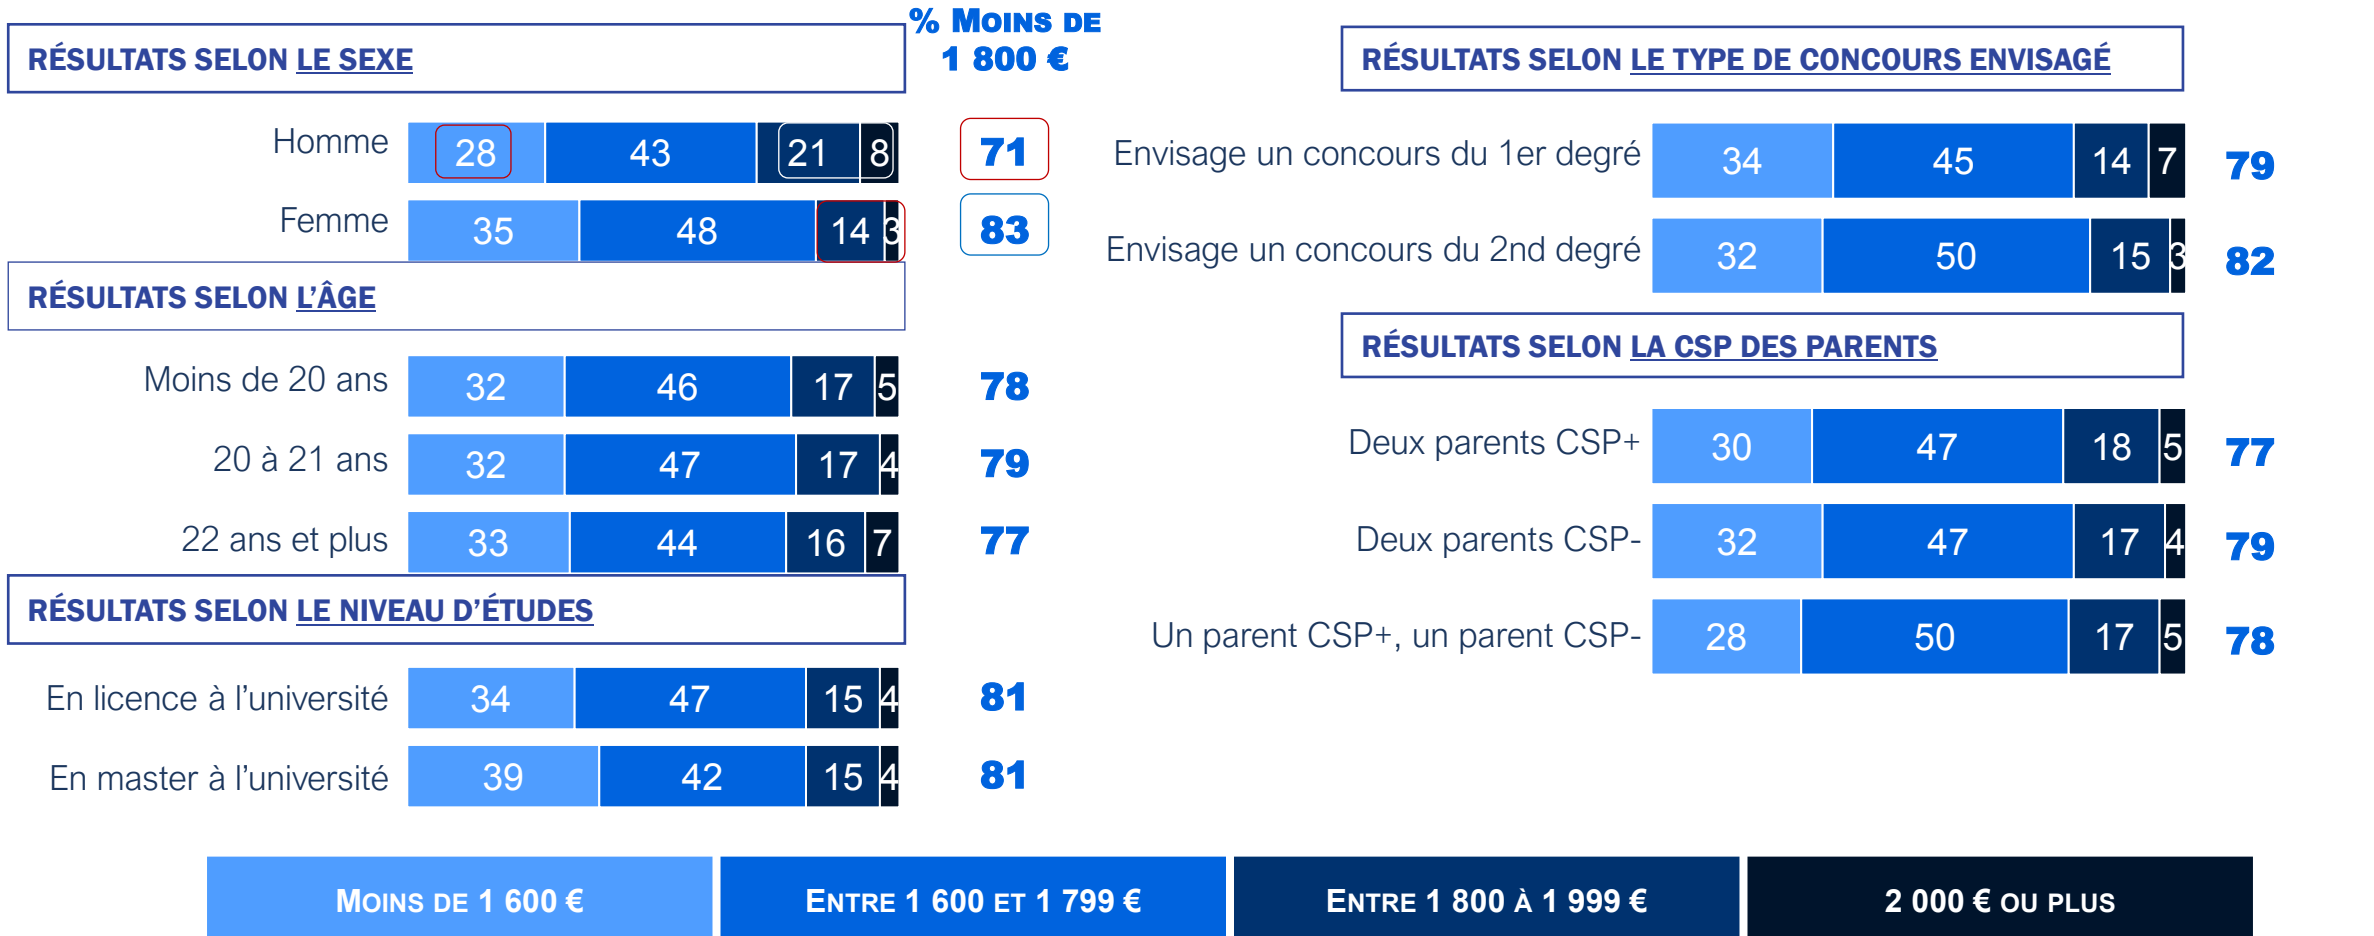 % MOINS DE
1 800 €
RÉSULTATS SELON LE SEXE
Homme 28 43 21 8 71
Femme 35 48 14 3 83
RÉSULTATS SELON L’ÂGE
Moins de 20 ans 32 46 17 5 78
20 à 21 ans 32 47 17 4 79
22 ans et plus 33 44 16 7 77
RÉSULTATS SELON LE NIVEAU D’ÉTUDES
En licence à l’université 34 47 15 4 81
En master à l’université 39 42 15 4 81
RÉSULTATS SELON LE TYPE DE CONCOURS ENVISAGÉ
Envisage un concours du 1er degré 34 45 14 7 79
Envisage un concours du 2nd degré 32 50 15 3 82
RÉSULTATS SELON LA CSP DES PARENTS
Deux parents CSP+ 30 47 18 5 77
Deux parents CSP- 32 47 17 4 79
Un parent CSP+, un parent CSP- 28 50 17 5 78
MOINS DE 1 600 € ENTRE 1 600 ET 1 799 € ENTRE 1 800 À 1 999 € 2 000 € OU PLUS